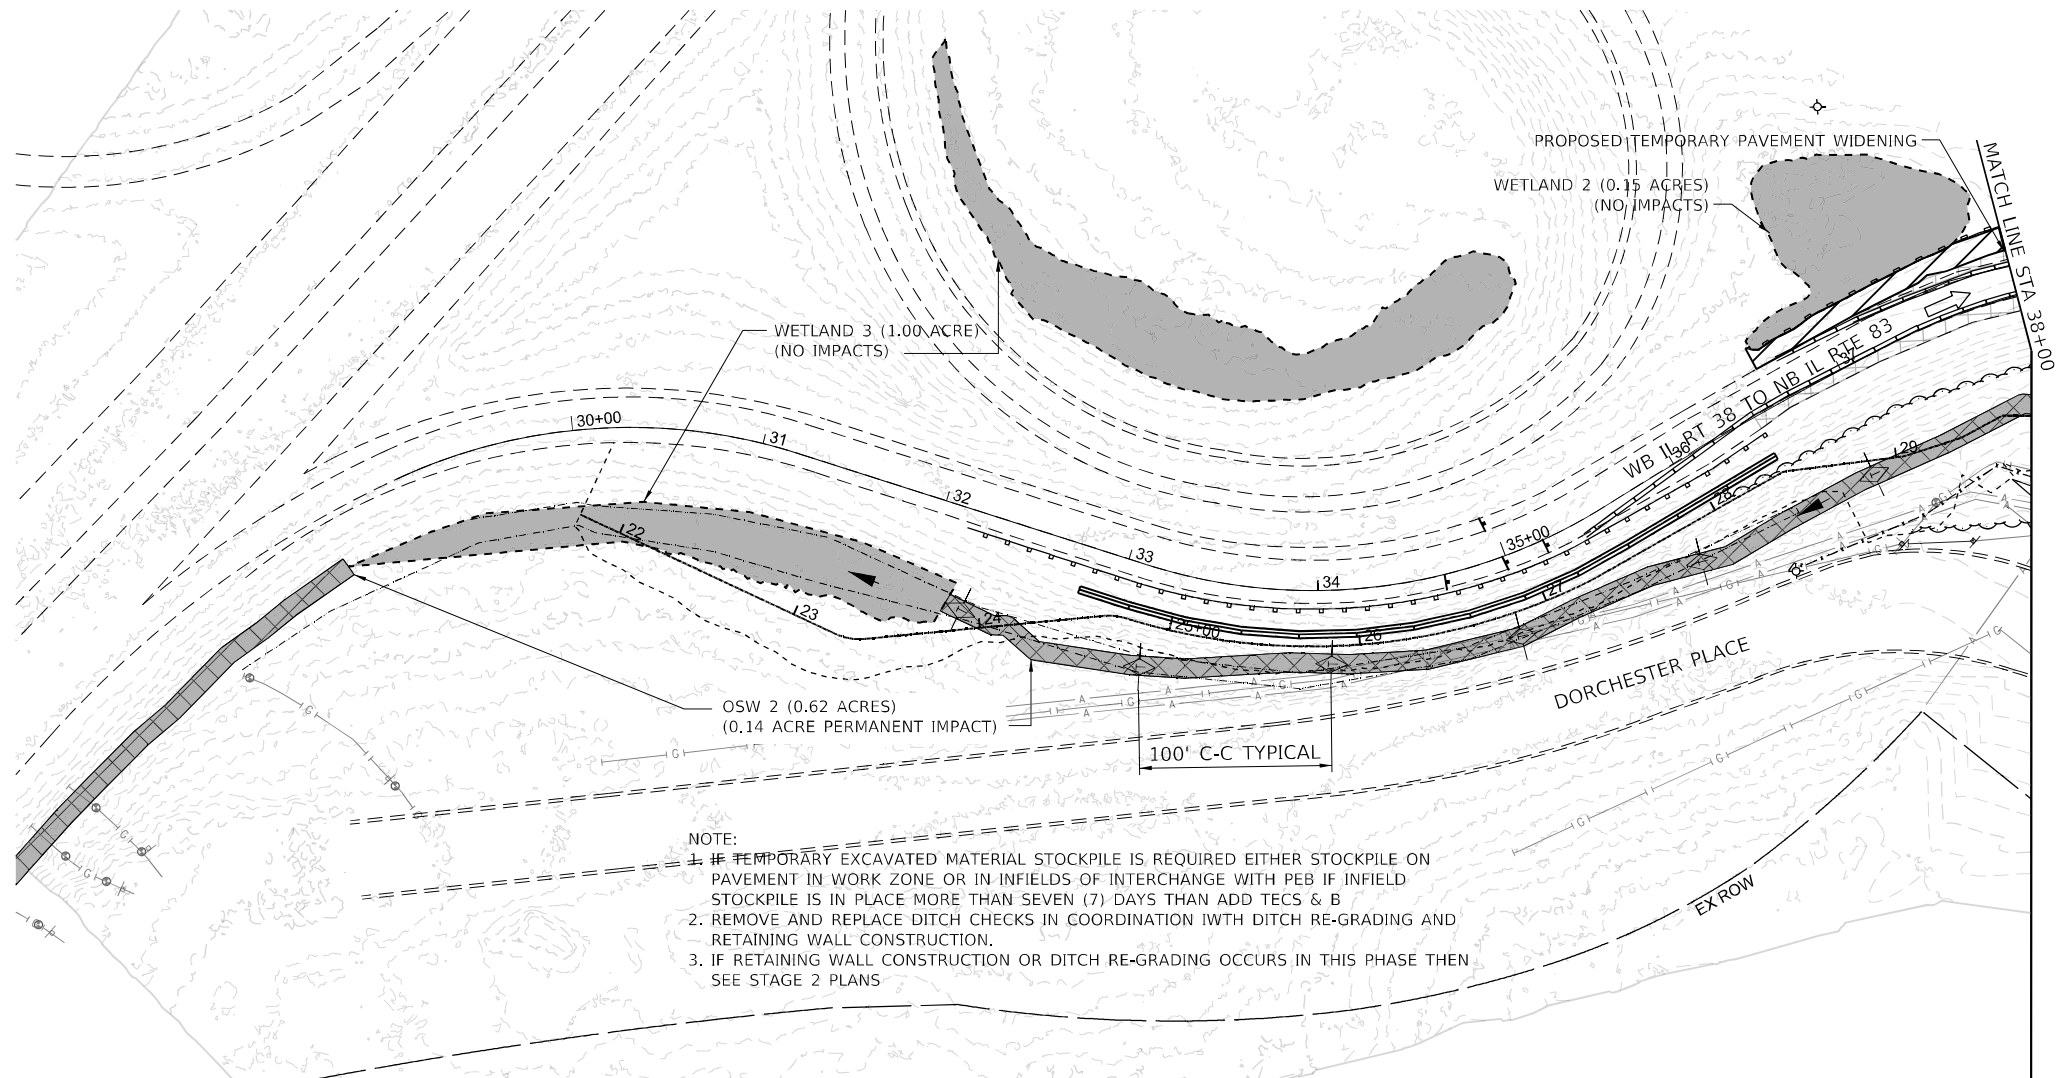 PROPOSED TEMPORARY PAVEMENT WIDENING
WETLAND 2 (0.15 ACRES)
(NO IMPACTS)
MATCH LINE STA 38+00
WETLAND 3 (1.00 ACRE)
(NO IMPACTS)
WB IL RT 38 TO NB IL RTE 83
30+00
31
32
33
34
35+00
36
37
22
23
24
25+00
26
27
28
29
OSW 2 (0.62 ACRES)
(0.14 ACRE PERMANENT IMPACT)
DORCHESTER PLACE
100' C-C TYPICAL
EX ROW
NOTE:
1. IF TEMPORARY EXCAVATED MATERIAL STOCKPILE IS REQUIRED EITHER STOCKPILE ON
PAVEMENT IN WORK ZONE OR IN INFIELDS OF INTERCHANGE WITH PEB IF INFIELD
STOCKPILE IS IN PLACE MORE THAN SEVEN (7) DAYS THAN ADD TECS & B
2. REMOVE AND REPLACE DITCH CHECKS IN COORDINATION IWTH DITCH RE-GRADING AND
RETAINING WALL CONSTRUCTION.
3. IF RETAINING WALL CONSTRUCTION OR DITCH RE-GRADING OCCURS IN THIS PHASE THEN
SEE STAGE 2 PLANS